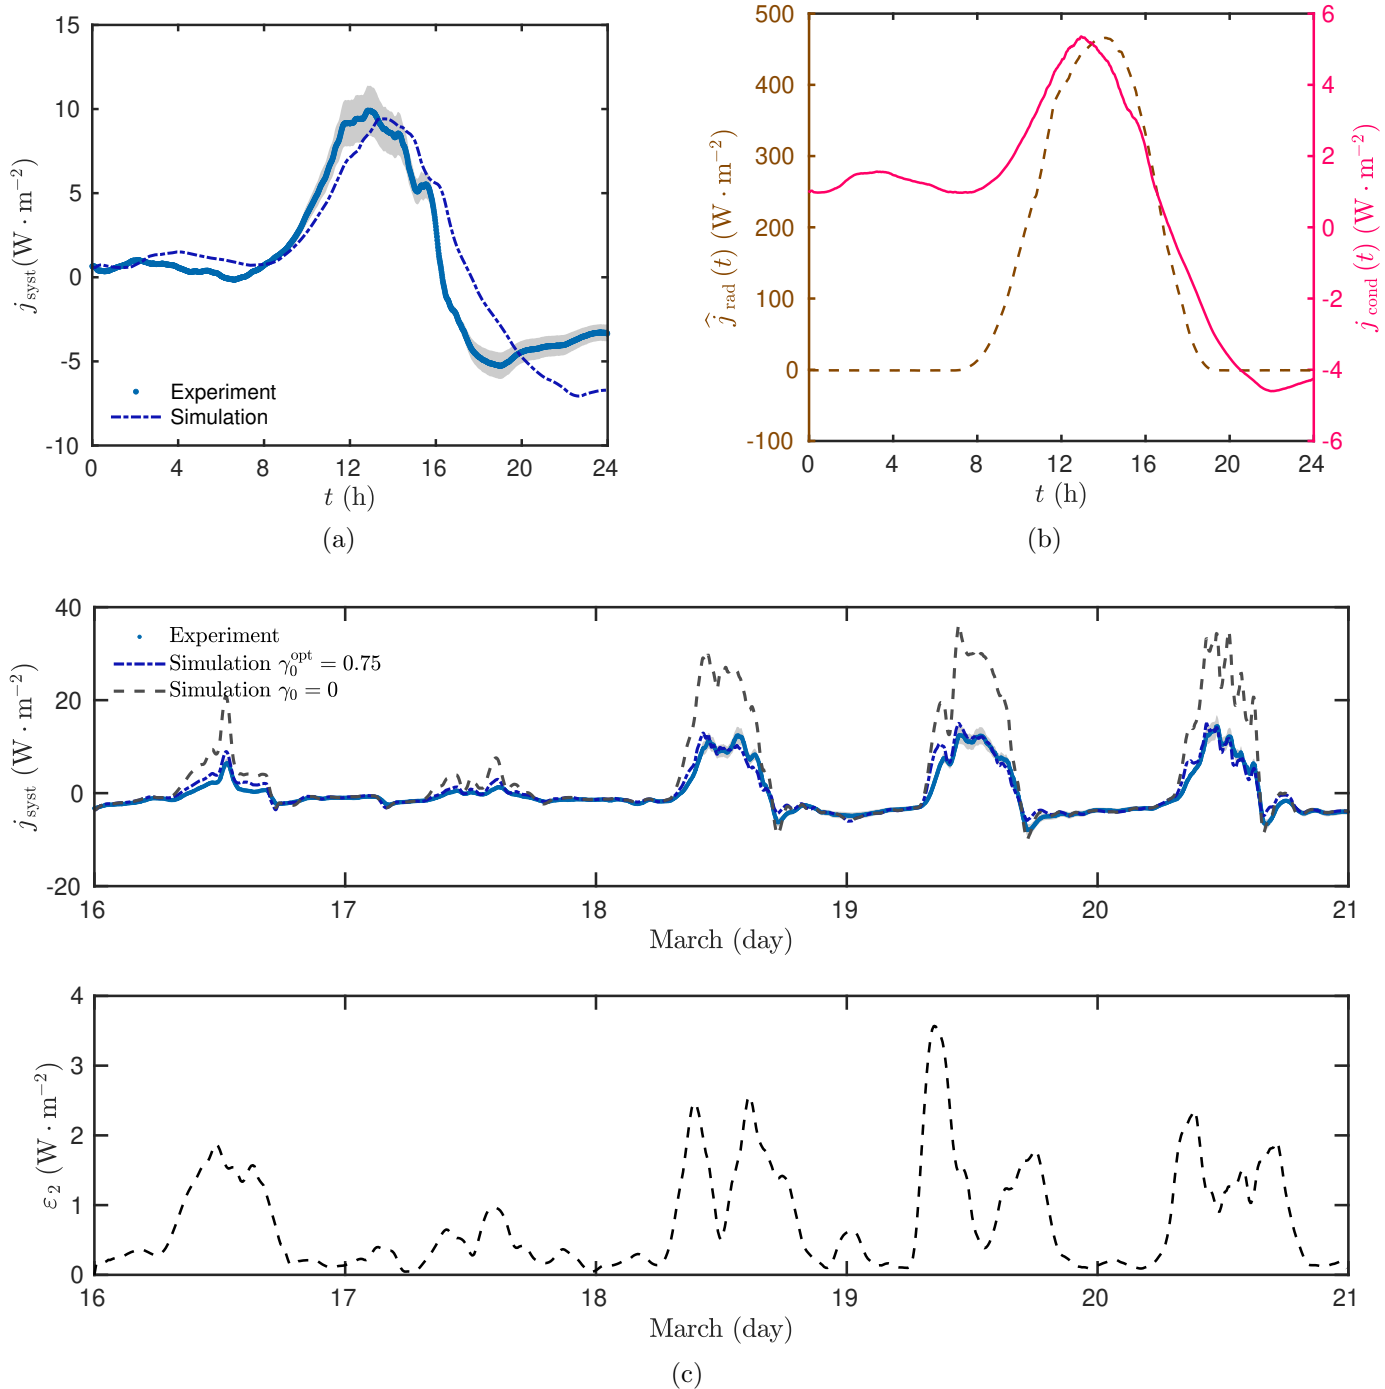 15
10
5
0
-5
-10
j_syst (W · m⁻²)
Experiment
Simulation
0 4 8 12 16 20 24
t (h)
(a)
500
400
300
200
100
0
-100
ĵ_rad (t) (W · m⁻²)
6
4
2
0
-2
-4
-6
j_cond (t) (W · m⁻²)
0 4 8 12 16 20 24
t (h)
(b)
40
20
0
-20
j_syst (W · m⁻²)
Experiment
Simulation γ₀^opt = 0.75
Simulation γ₀ = 0
16 17 18 19 20 21
March (day)
4
3
2
1
0
ε₂ (W · m⁻²)
16 17 18 19 20 21
March (day)
(c)